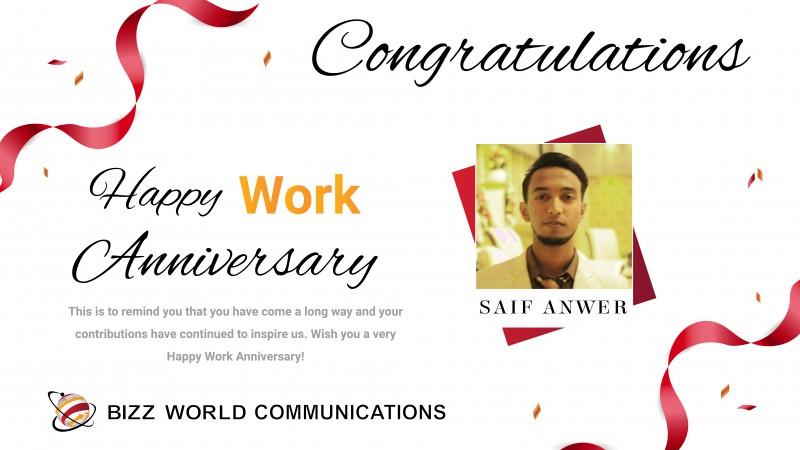 Congratulations
Happy Work
Anniversary
This is to remind you that you have come a long way and your
contributions have continued to inspire us. Wish you a very
Happy Work Anniversary!
SAIF ANWER
BIZZ WORLD COMMUNICATIONS